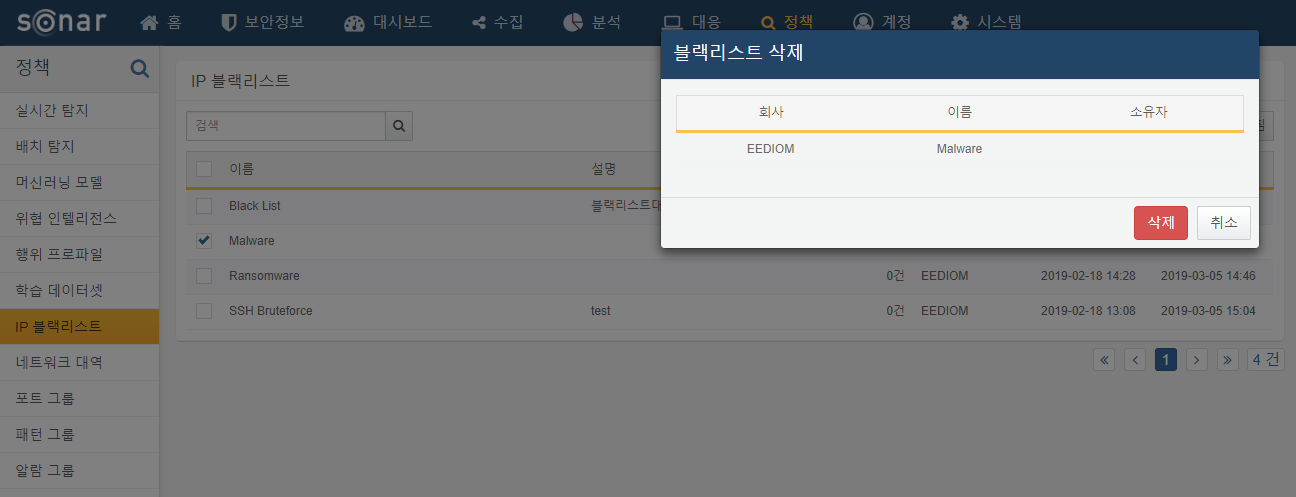 sonar 홈 보안정보 대시보드 수집 분석 대응 정책 계정 시스템
정책
실시간 탐지
배치 탐지
머신러닝 모델
위협 인텔리전스
행위 프로파일
학습 데이터셋
IP 블랙리스트
네트워크 대역
포트 그룹
패턴 그룹
알람 그룹
IP 블랙리스트
검색
이름 설명
Black List 블랙리스트
Malware
Ransomware 0건 EEDIOM 2019-02-18 14:28 2019-03-05 14:46
SSH Bruteforce test 0건 EEDIOM 2019-02-18 13:08 2019-03-05 15:04
« ‹ 1 › » 4 건
블랙리스트 삭제
회사 이름 소유자
EEDIOM Malware
삭제 취소